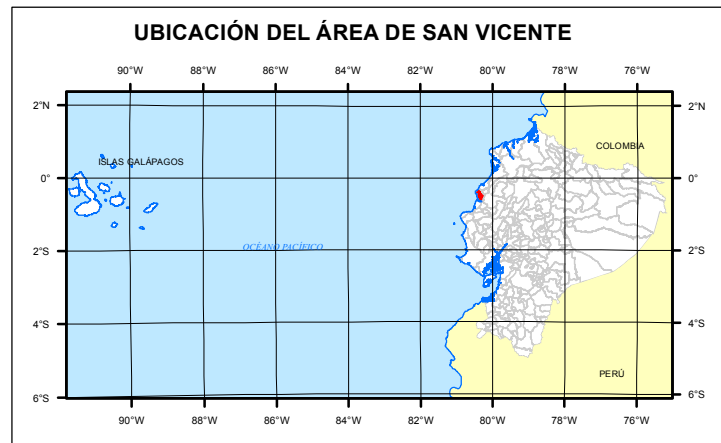 UBICACIÓN DEL ÁREA DE SAN VICENTE
90°W 88°W 86°W 84°W 82°W 80°W 78°W 76°W
2°N 2°N
COLOMBIA
ISLAS GALÁPAGOS
0° 0°
OCÉANO PACÍFICO
2°S 2°S
4°S 4°S
PERÚ
6°S 6°S
90°W 88°W 86°W 84°W 82°W 80°W 78°W 76°W